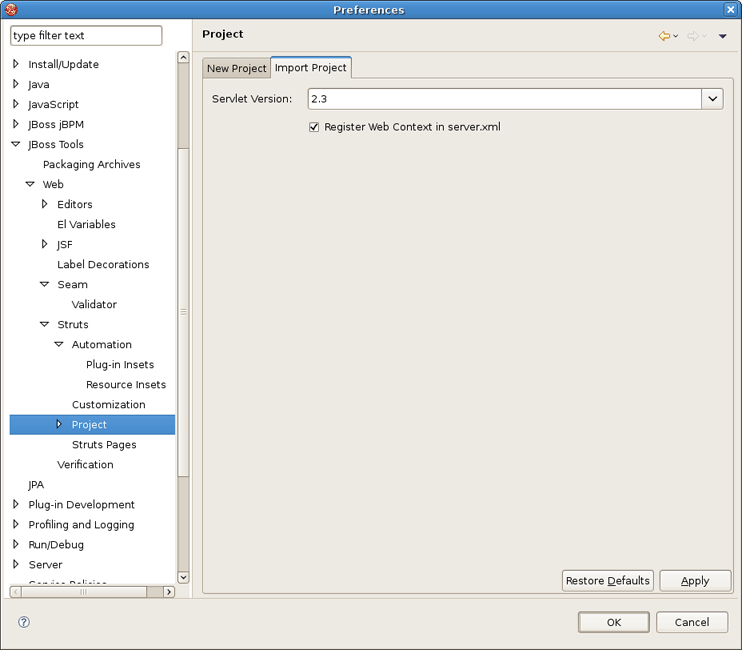 Preferences
type filter text
Install/Update
Java
JavaScript
JBoss jBPM
JBoss Tools
Packaging Archives
Web
Editors
El Variables
JSF
Label Decorations
Seam
Validator
Struts
Automation
Plug-in Insets
Resource Insets
Customization
Project
Struts Pages
Verification
JPA
Plug-in Development
Profiling and Logging
Run/Debug
Server
Service Policies
Project
New Project
Import Project
Servlet Version:
2.3
Register Web Context in server.xml
Restore Defaults
Apply
OK
Cancel